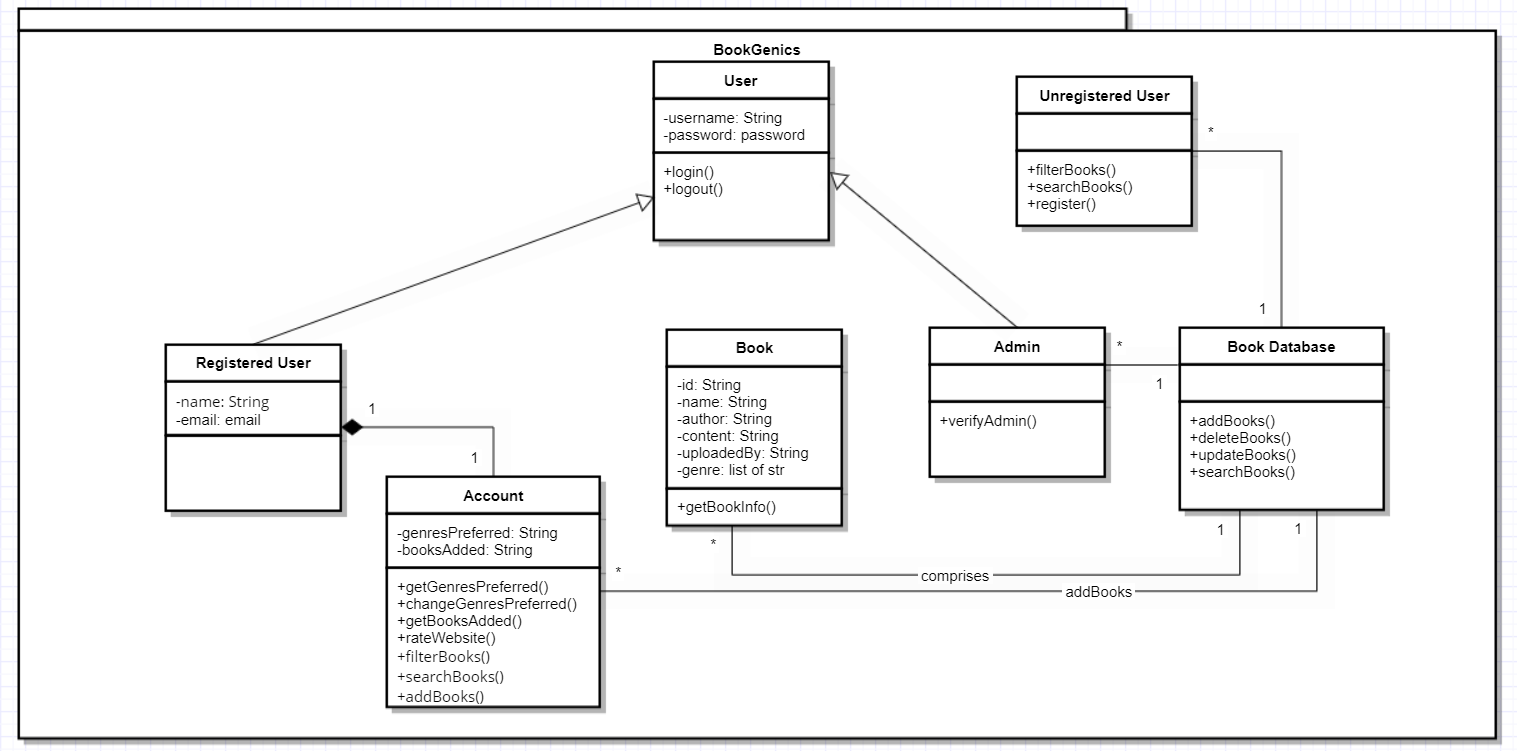 BookGenics
User
-username: String
-password: password
+login()
+logout()
Unregistered User
+filterBooks()
+searchBooks()
+register()
*
1
Registered User
-name: String
-email: email
1
1
Account
-genresPreferred: String
-booksAdded: String
+getGenresPreferred()
+changeGenresPreferred()
+getBooksAdded()
+rateWebsite()
+filterBooks()
+searchBooks()
+addBooks()
*
Book
-id: String
-name: String
-author: String
-content: String
-uploadedBy: String
-genre: list of str
+getBookInfo()
*
Admin
+verifyAdmin()
*
1
Book Database
+addBooks()
+deleteBooks()
+updateBooks()
+searchBooks()
1
1
comprises
addBooks